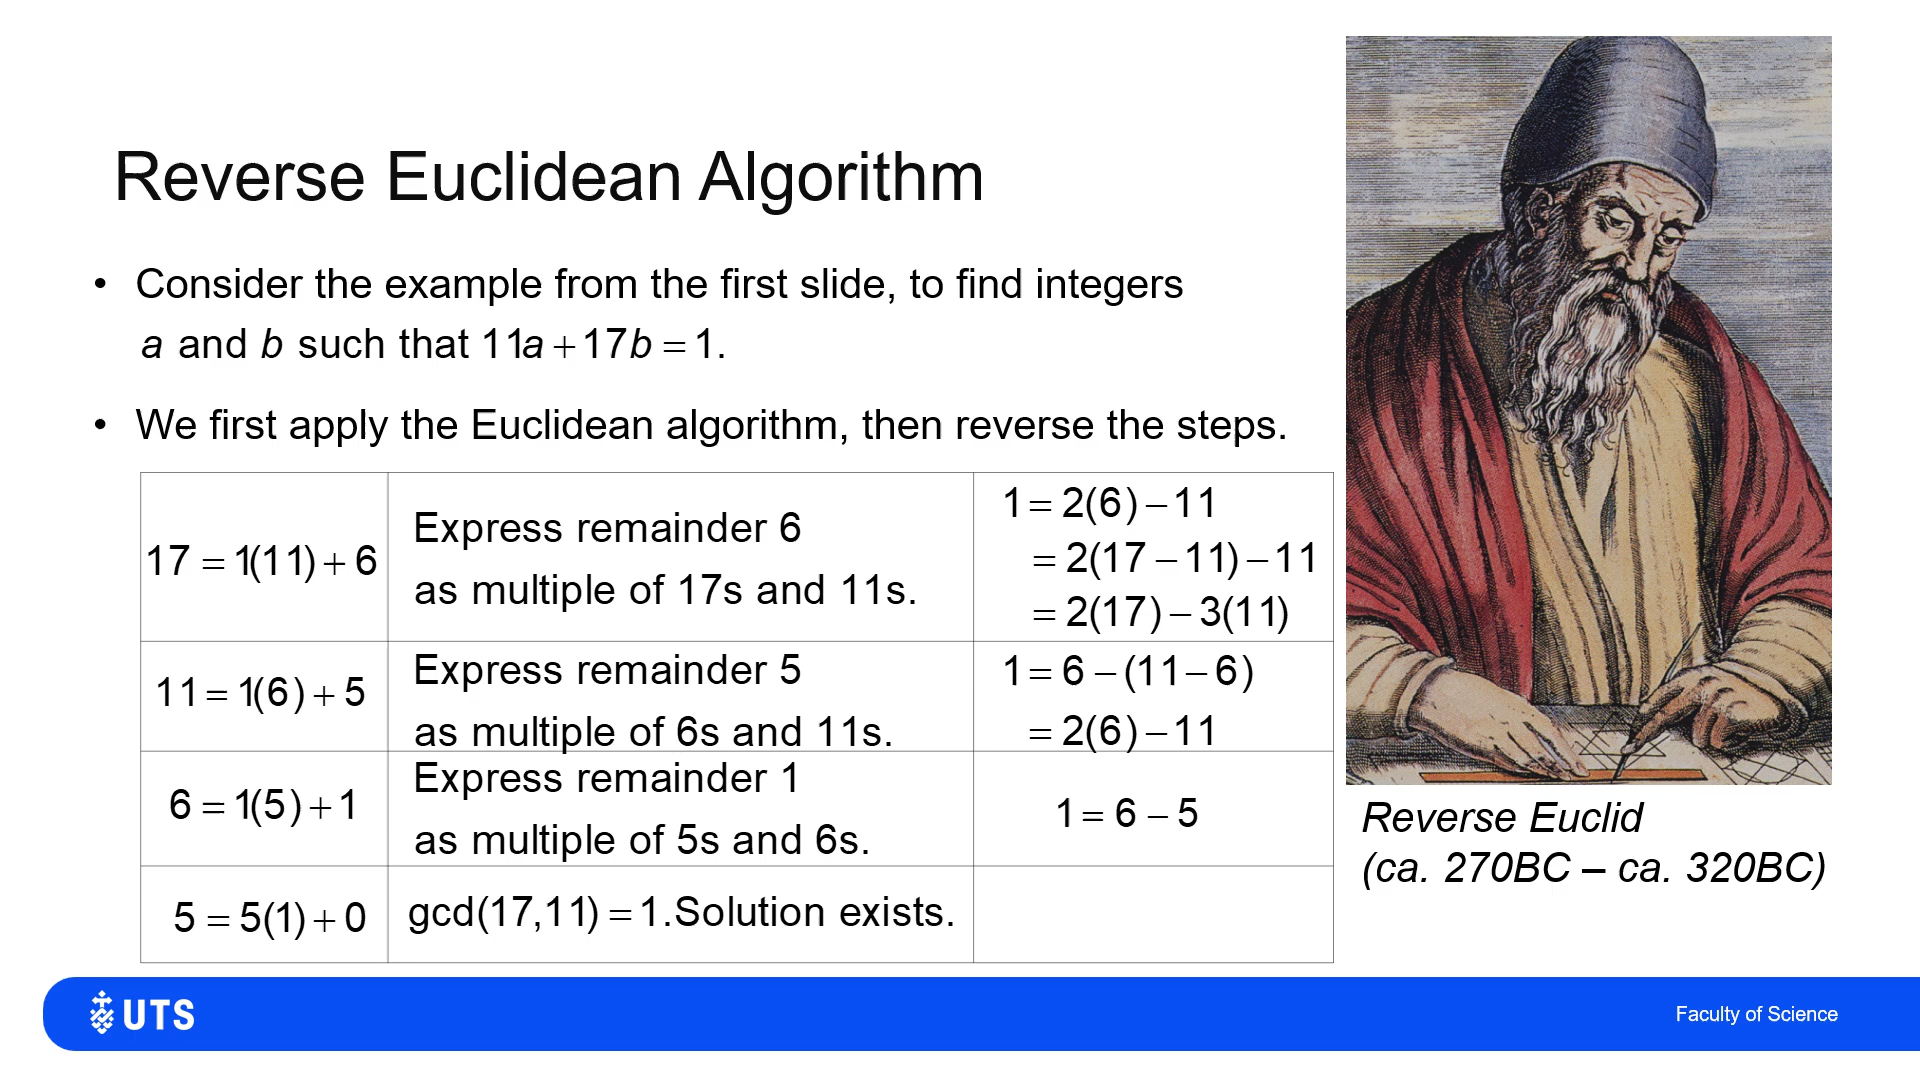 Reverse Euclidean Algorithm
• Consider the example from the first slide, to find integers
a and b such that 11a + 17b = 1.
• We first apply the Euclidean algorithm, then reverse the steps.
17 = 1(11) + 6
Express remainder 6
as multiple of 17s and 11s.
1 = 2(6) – 11
= 2(17 – 11) – 11
= 2(17) – 3(11)
11 = 1(6) + 5
Express remainder 5
as multiple of 6s and 11s.
1 = 6 – (11 – 6)
= 2(6) – 11
6 = 1(5) + 1
Express remainder 1
as multiple of 5s and 6s.
1 = 6 – 5
5 = 5(1) + 0
gcd(17,11) = 1.Solution exists.
Reverse Euclid
(ca. 270BC – ca. 320BC)
UTS
Faculty of Science